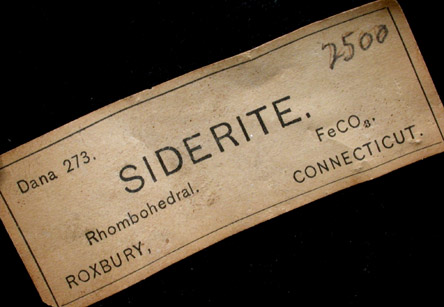 2500
Dana 273.
SIDERITE.
Rhombohedral. FeCO₃.
ROXBURY, CONNECTICUT.